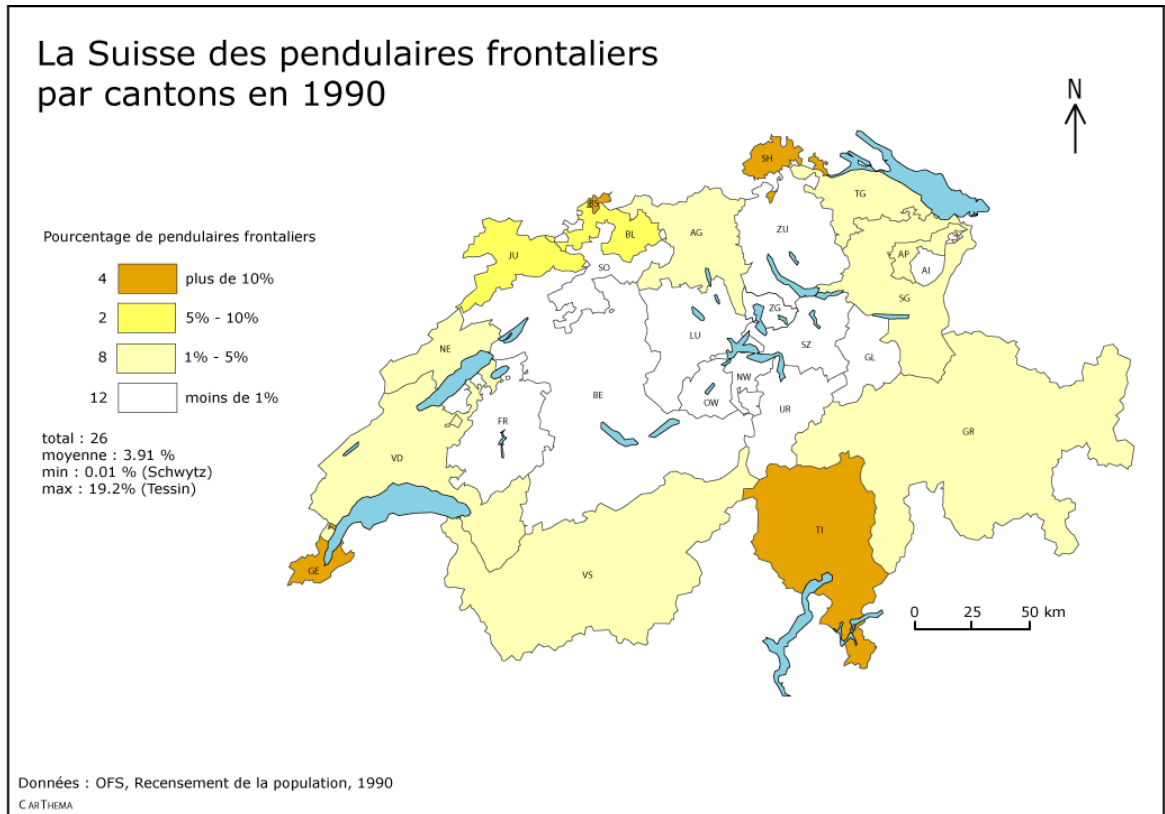 La Suisse des pendulaires frontaliers
par cantons en 1990
N
Pourcentage de pendulaires frontaliers
4 plus de 10%
2 5% - 10%
8 1% - 5%
12 moins de 1%
total : 26
moyenne : 3.91 %
min : 0.01 % (Schwytz)
max : 19.2% (Tessin)
SH
BS
TG
BL
AG
ZU
JU
SO
AP
AI
SG
ZG
NE
LU
SZ
GL
NW
BE
OW
UR
FR
GR
VD
TI
GE
VS
0 25 50 km
Données : OFS, Recensement de la population, 1990
CARTHEMA